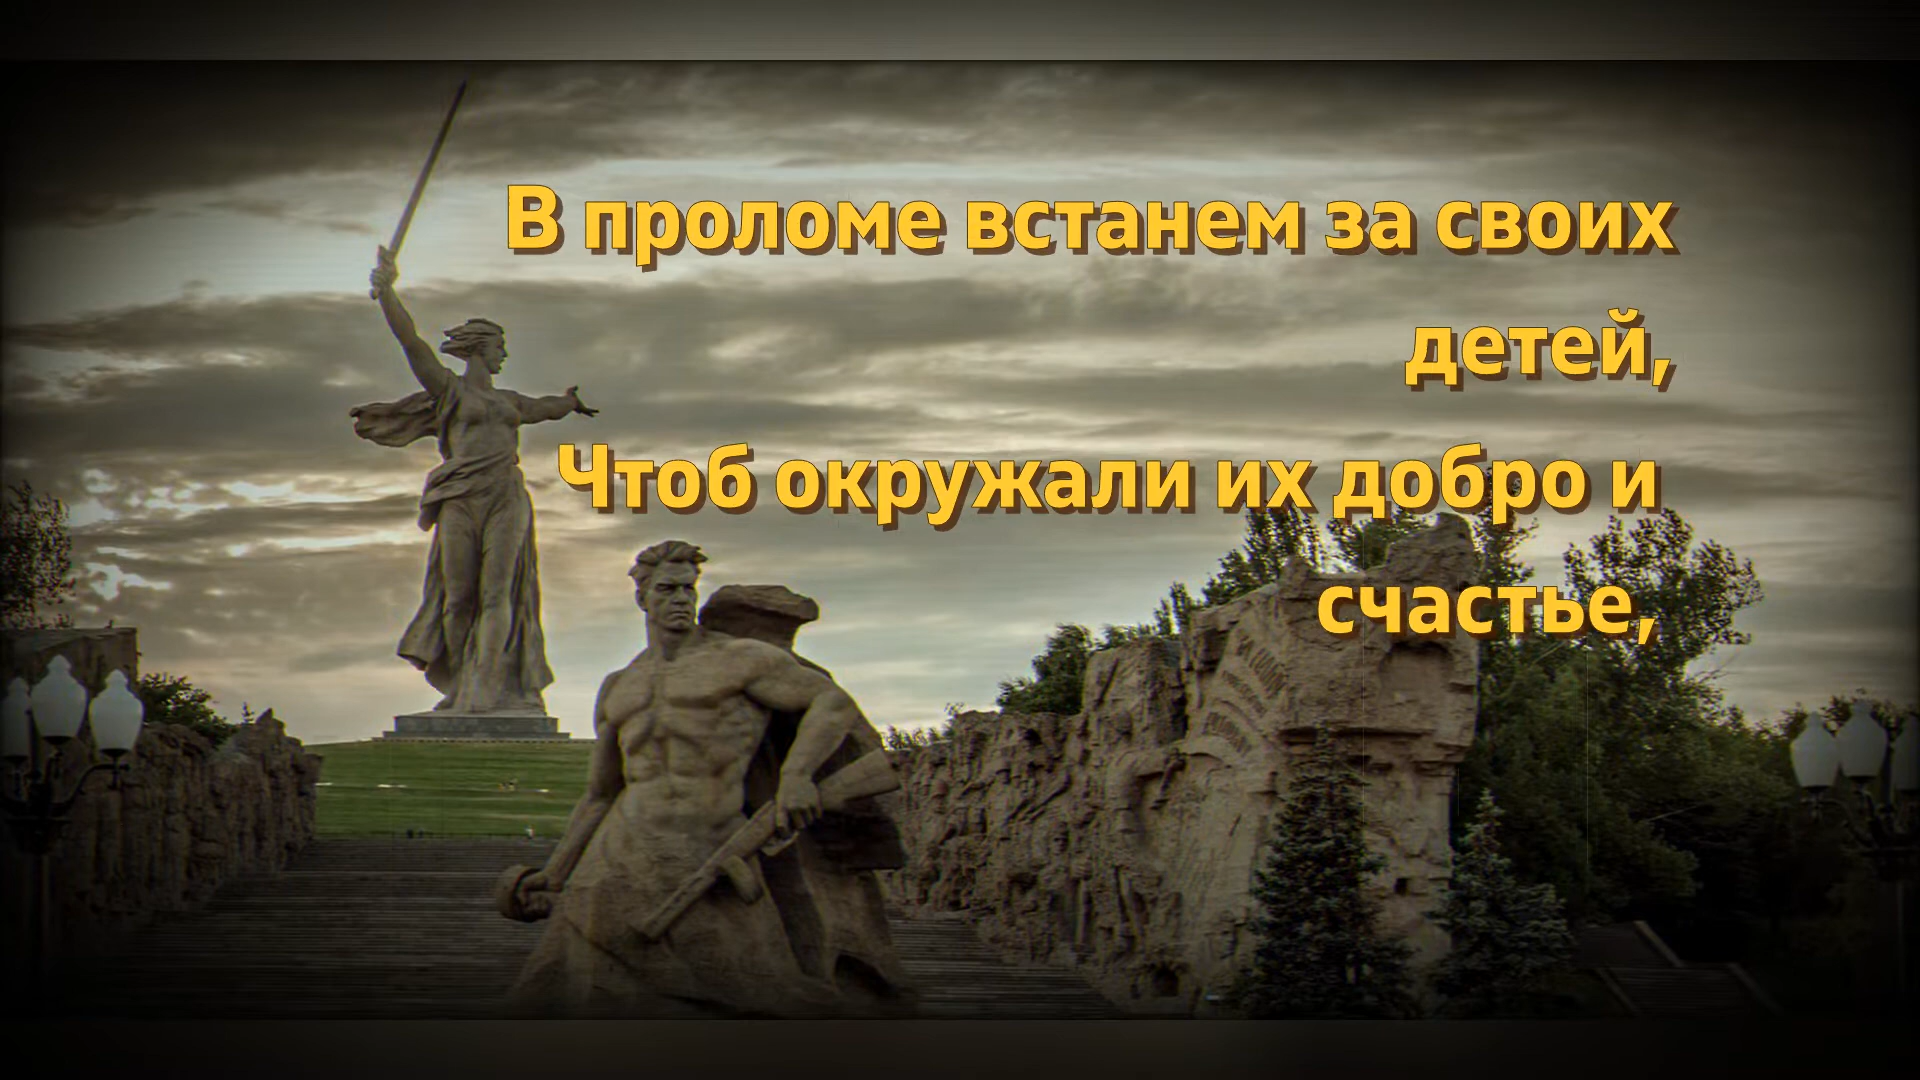 В проломе встанем за своих
детей,
Чтоб окружали их добро и
счастье,